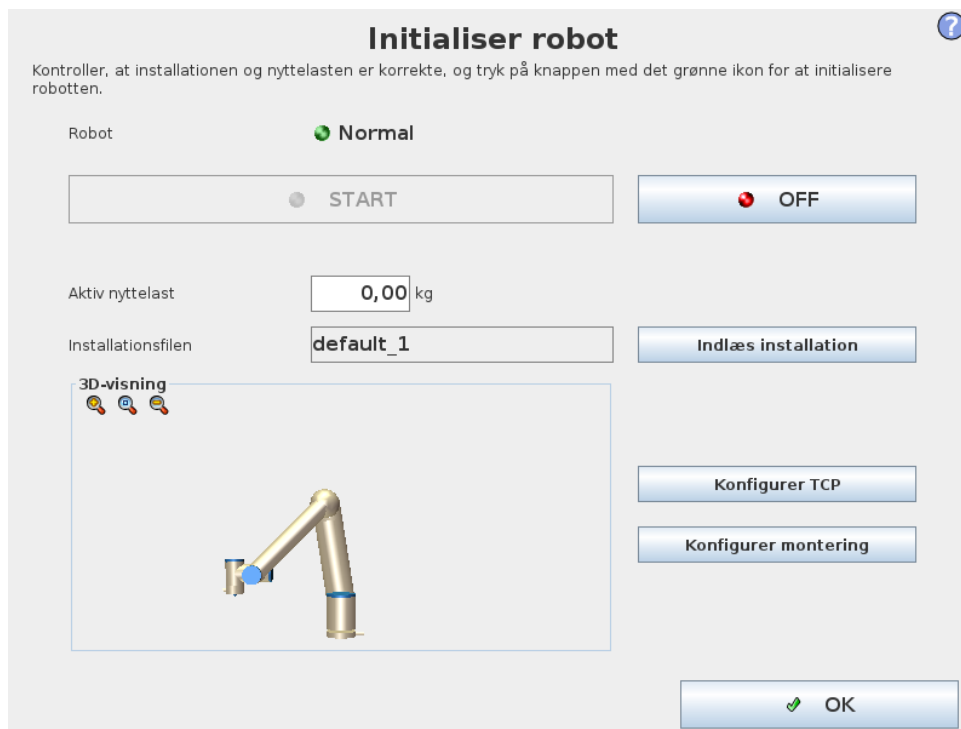 Initialiser robot
?
Kontroller, at installationen og nyttelasten er korrekte, og tryk på knappen med det grønne ikon for at initialisere
robotten.
Robot
Normal
START
OFF
Aktiv nyttelast
0,00 kg
Installationsfilen
default_1
Indlæs installation
3D-visning
Konfigurer TCP
Konfigurer montering
OK